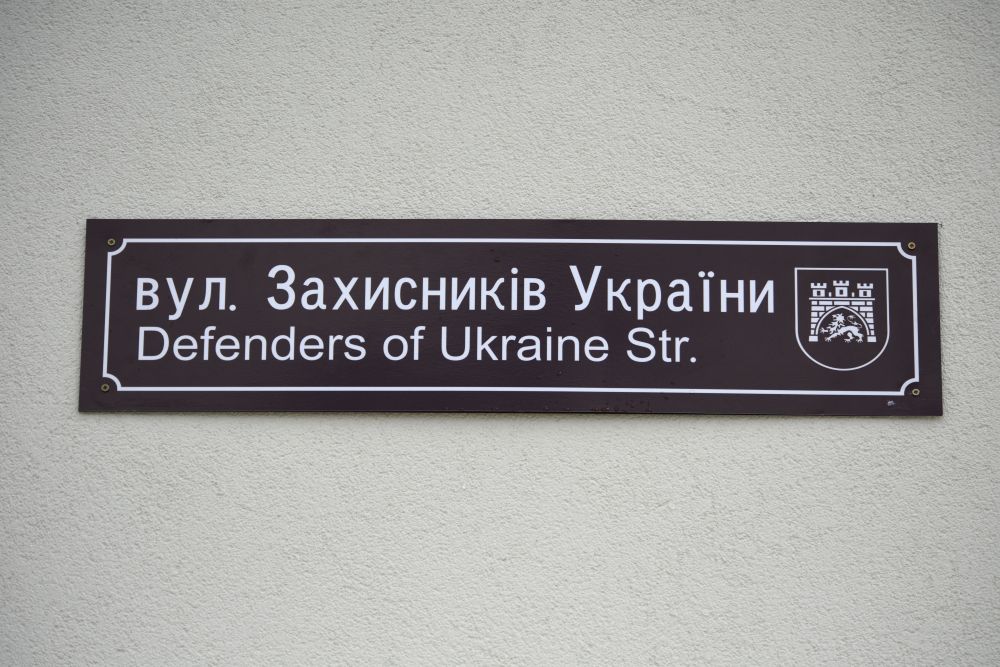 вул. Захисників України
Defenders of Ukraine Str.